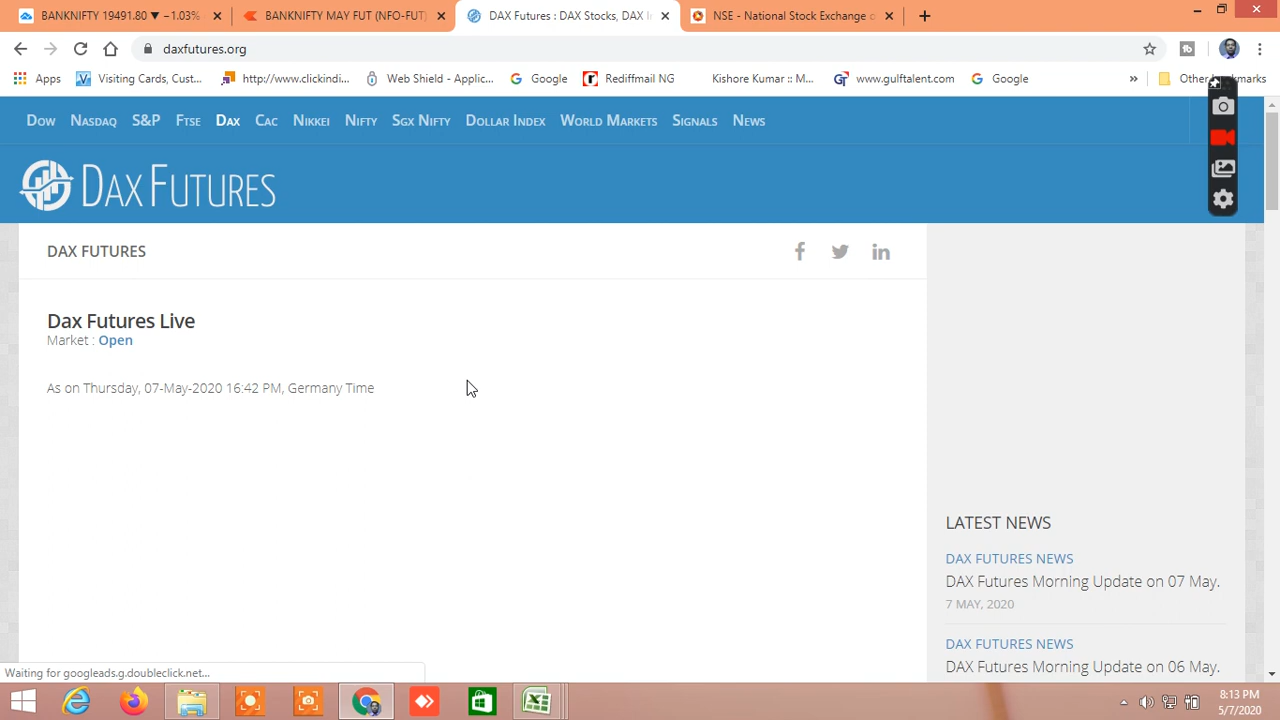 BANKNIFTY 19491.80 ▼ −1.03%
BANKNIFTY MAY FUT (NFO-FUT)
DAX Futures : DAX Stocks, DAX
NSE - National Stock Exchange
daxfutures.org
Apps
Visiting Cards, Cust...
http://www.clickindi...
Web Shield - Applic...
Google
Rediffmail NG
Kishore Kumar :: M...
www.gulftalent.com
Google
»
Other bookmarks
DOW NASDAQ S&P FTSE DAX CAC NIKKEI NIFTY SGX NIFTY DOLLAR INDEX WORLD MARKETS SIGNALS NEWS
DAX FUTURES
DAX FUTURES
Dax Futures Live
Market : Open
As on Thursday, 07-May-2020 16:42 PM, Germany Time
LATEST NEWS
DAX FUTURES NEWS
DAX Futures Morning Update on 07 May.
7 MAY, 2020
DAX FUTURES NEWS
DAX Futures Morning Update on 06 May.
Waiting for googleads.g.doubleclick.net...
8:13 PM
5/7/2020